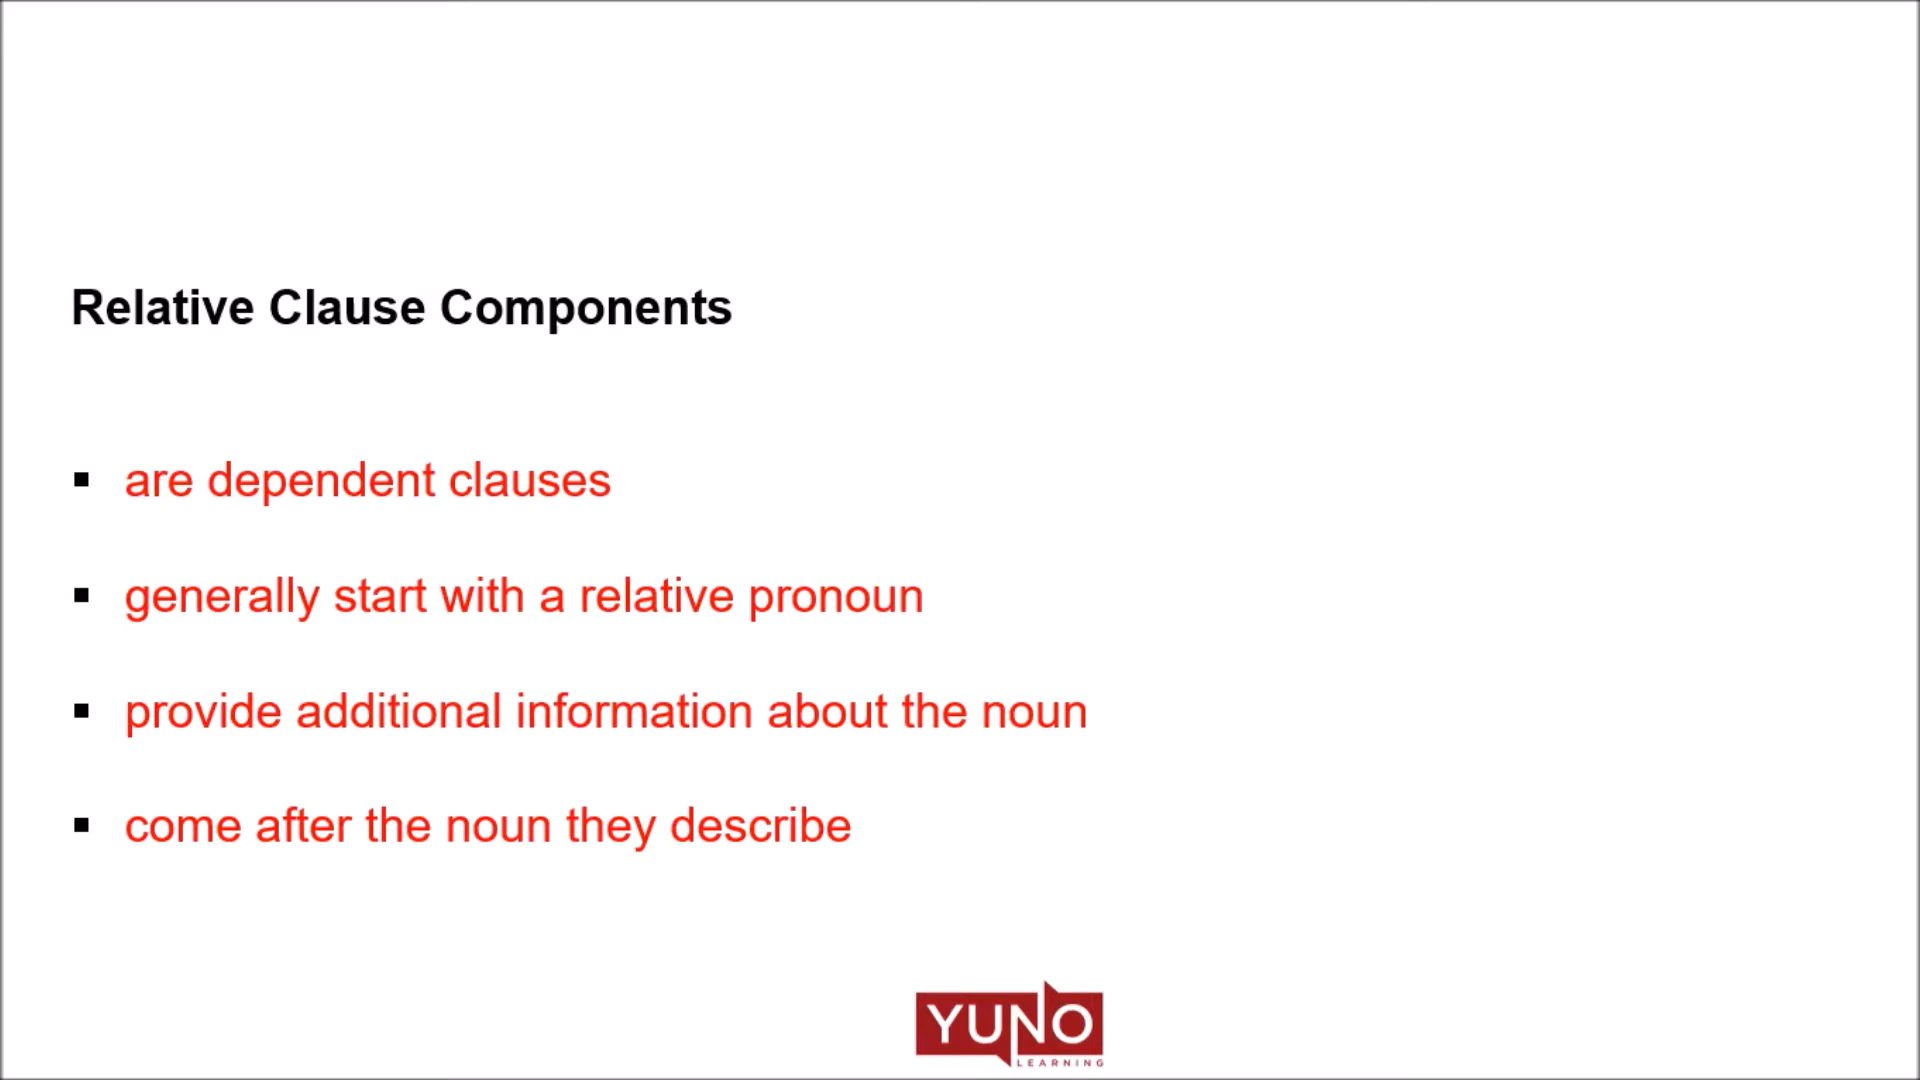 Relative Clause Components
are dependent clauses
generally start with a relative pronoun
provide additional information about the noun
come after the noun they describe
YUNO
LEARNING